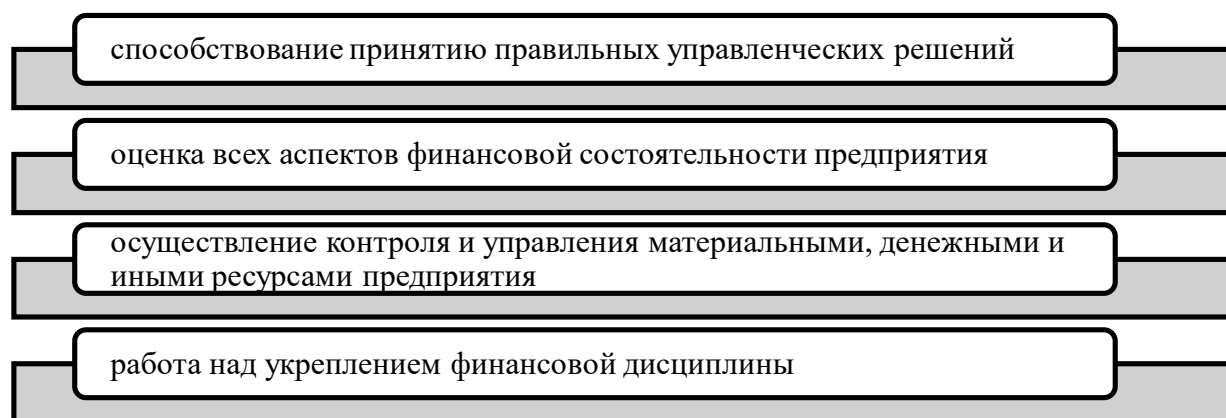 способствование принятию правильных управленческих решений
оценка всех аспектов финансовой состоятельности предприятия
осуществление контроля и управления материальными, денежными и
иными ресурсами предприятия
работа над укреплением финансовой дисциплины